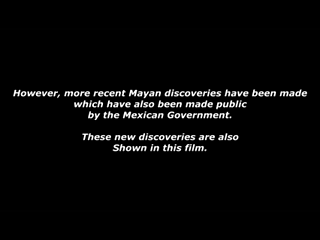 However, more recent Mayan discoveries have been made
which have also been made public
by the Mexican Government.
These new discoveries are also
Shown in this film.